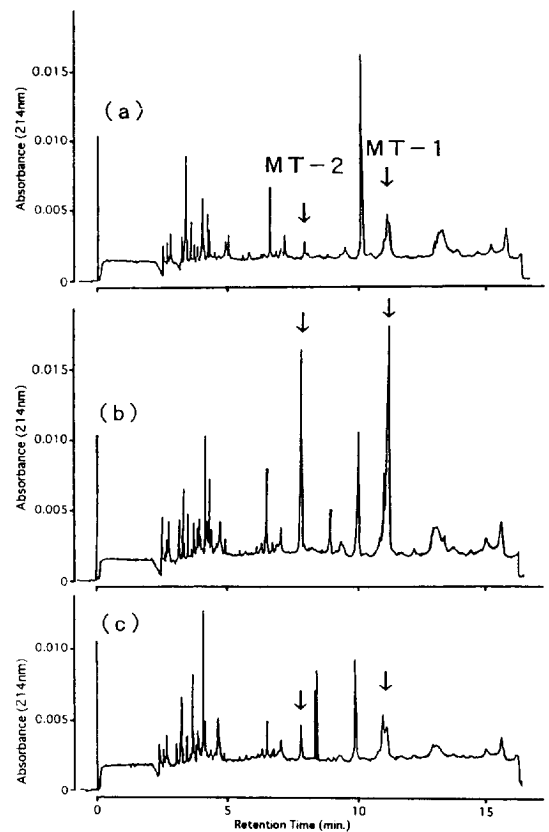 Absorbance (214nm)
0.015
0.010
0.005
0
(a)
MT-2
MT-1
Absorbance (214nm)
0.015
0.010
0.005
0
(b)
Absorbance (214nm)
0.010
0.005
0
(c)
0 5 10 15
Retention Time (min.)